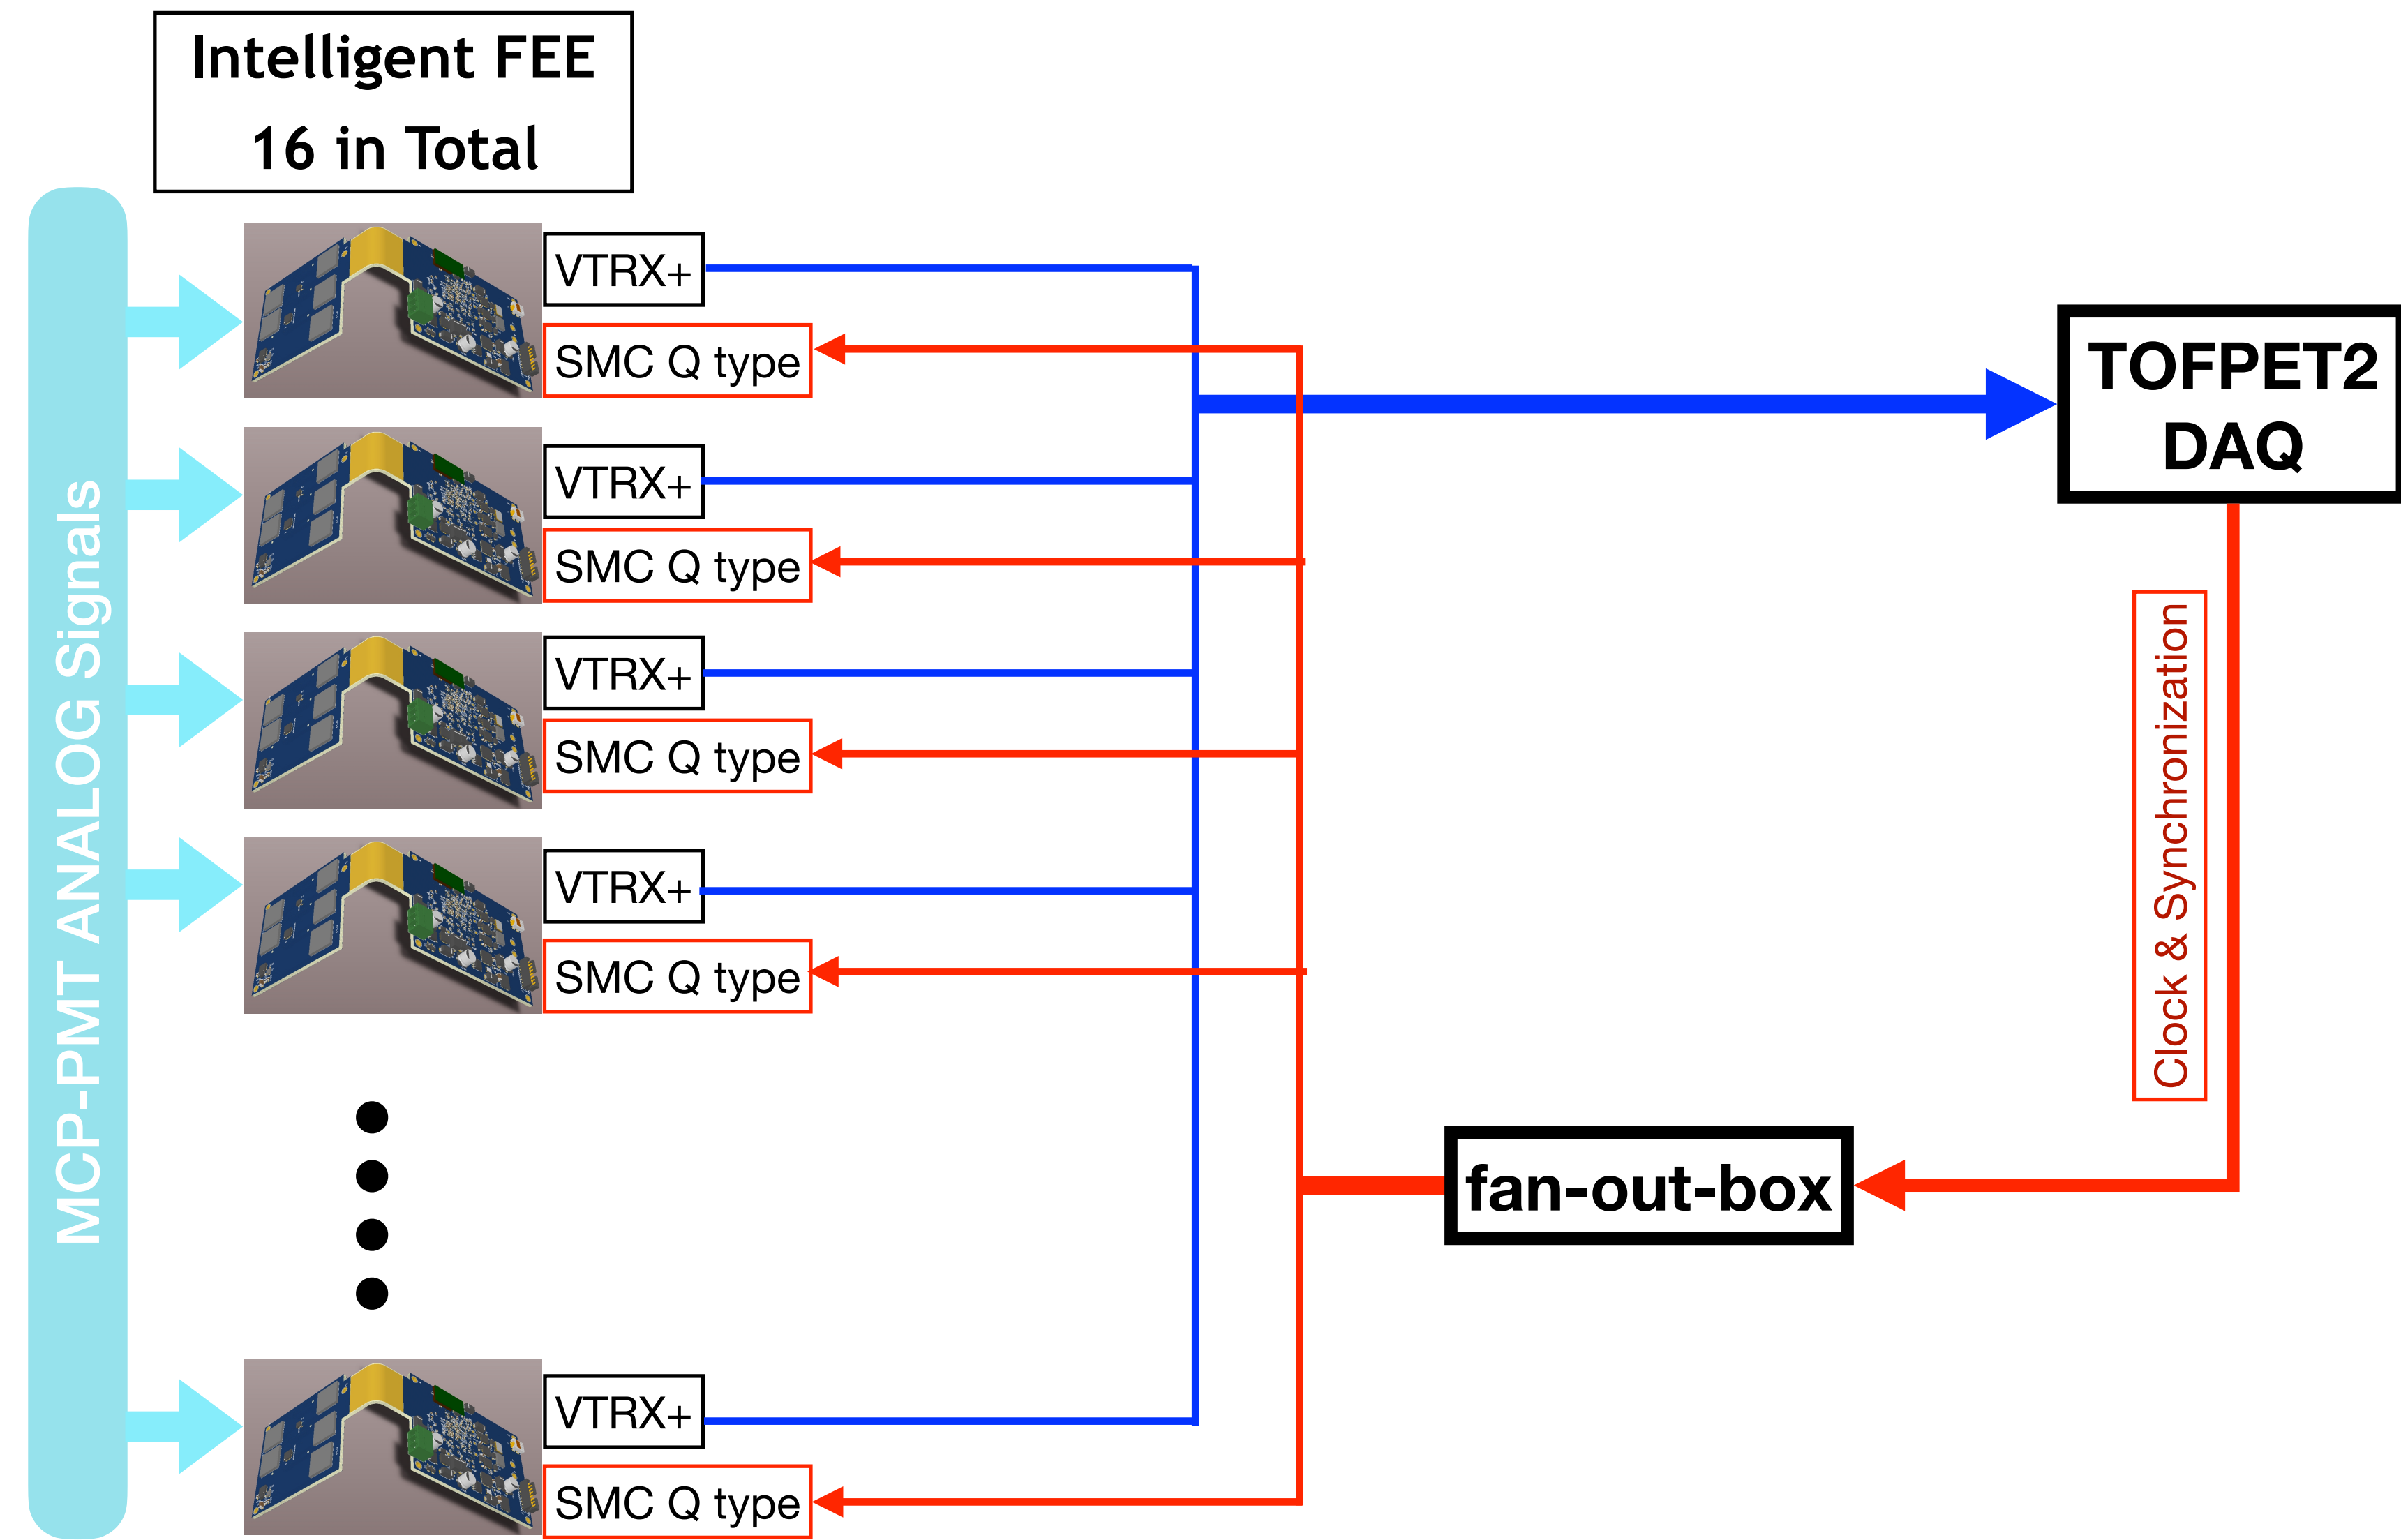 Intelligent FEE
16 in Total
MCP-PMT ANALOG Signals
VTRX+
SMC Q type
VTRX+
SMC Q type
VTRX+
SMC Q type
VTRX+
SMC Q type
VTRX+
SMC Q type
TOFPET2
DAQ
Clock & Synchronization
fan-out-box